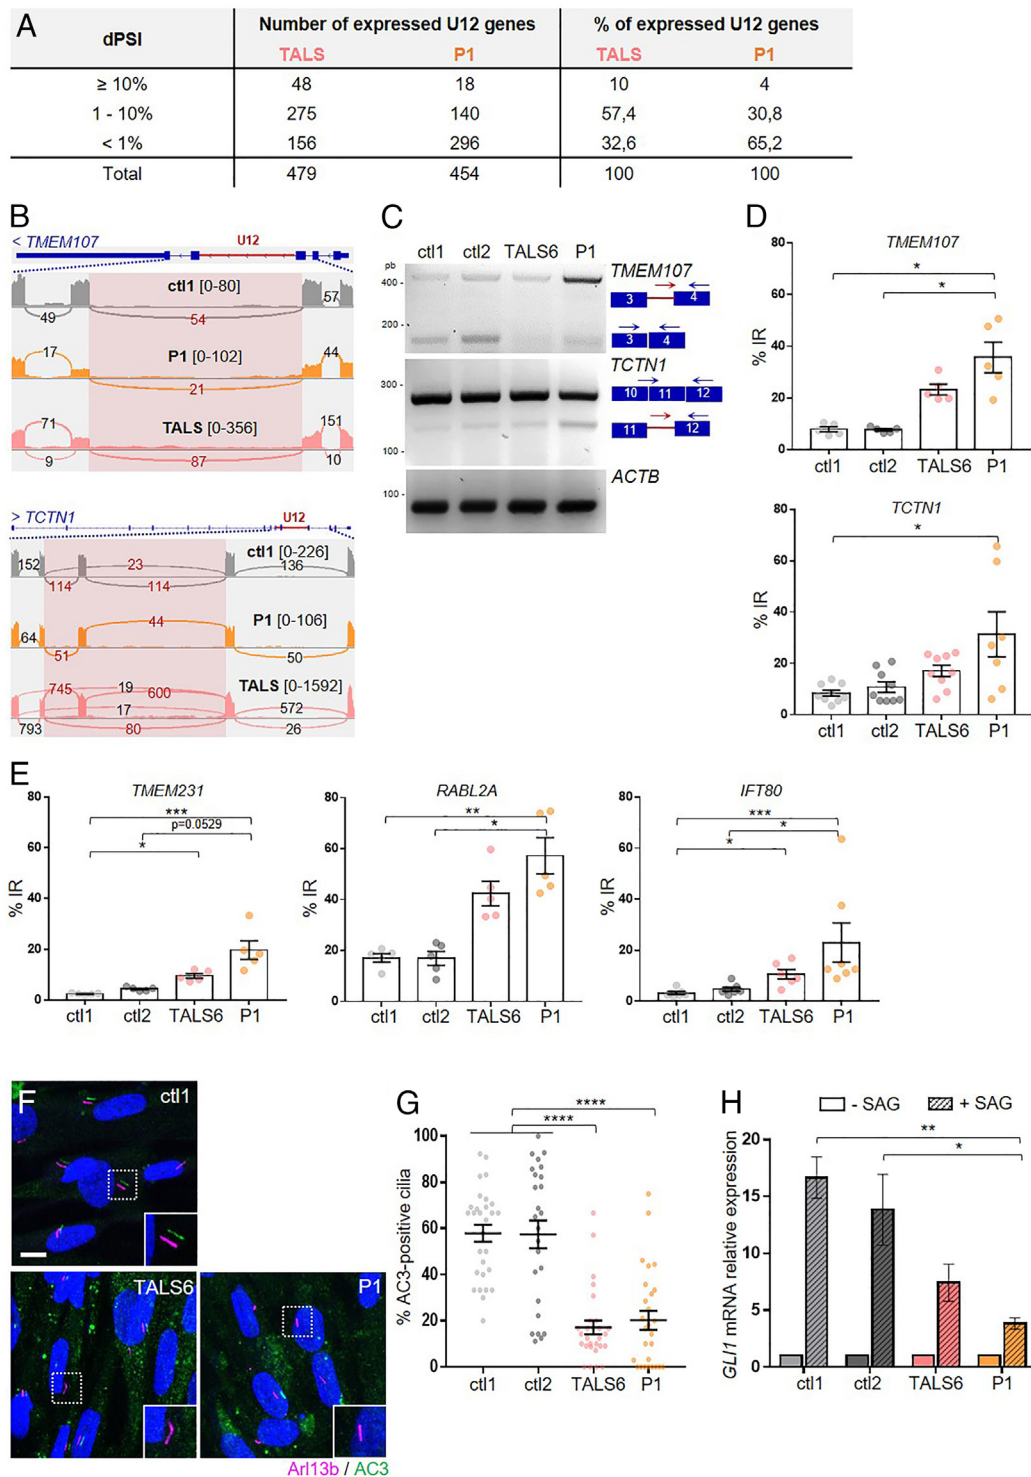 A
dPSI
Number of expressed U12 genes
% of expressed U12 genes
TALS P1 TALS P1
≥ 10% 48 18 10 4
1 - 10% 275 140 57,4 30,8
< 1% 156 296 32,6 65,2
Total 479 454 100 100
B
< TMEM107
U12
ctl1 [0-80]
57
49
54
17
P1 [0-102]
44
21
71
TALS [0-356]
151
9
87
10
> TCTN1
U12
ctl1 [0-226]
152
23
136
114
114
P1 [0-106]
44
64
51
50
TALS [0-1592]
745
19
600
572
17
793
80
26
C
ctl1 ctl2 TALS6 P1
pb
400 -
200 -
TMEM107
3 4
3 4
300 -
100 -
TCTN1
10 11 12
11 12
100 -
ACTB
D
TMEM107
*
*
% IR
80
60
40
20
0
ctl1 ctl2 TALS6 P1
TCTN1
*
% IR
80
60
40
20
0
ctl1 ctl2 TALS6 P1
E
TMEM231
***
p=0.0529
*
% IR
80
60
40
20
0
ctl1 ctl2 TALS6 P1
RABL2A
**
*
% IR
80
60
40
20
0
ctl1 ctl2 TALS6 P1
IFT80
***
*
*
% IR
80
60
40
20
0
ctl1 ctl2 TALS6 P1
F
ctl1
TALS6
P1
Arl13b / AC3
G
****
****
% AC3-positive cilia
100
80
60
40
20
0
ctl1 ctl2 TALS6 P1
H
- SAG + SAG
**
*
GLI1 mRNA relative expression
20
15
10
5
0
ctl1 ctl2 TALS6 P1